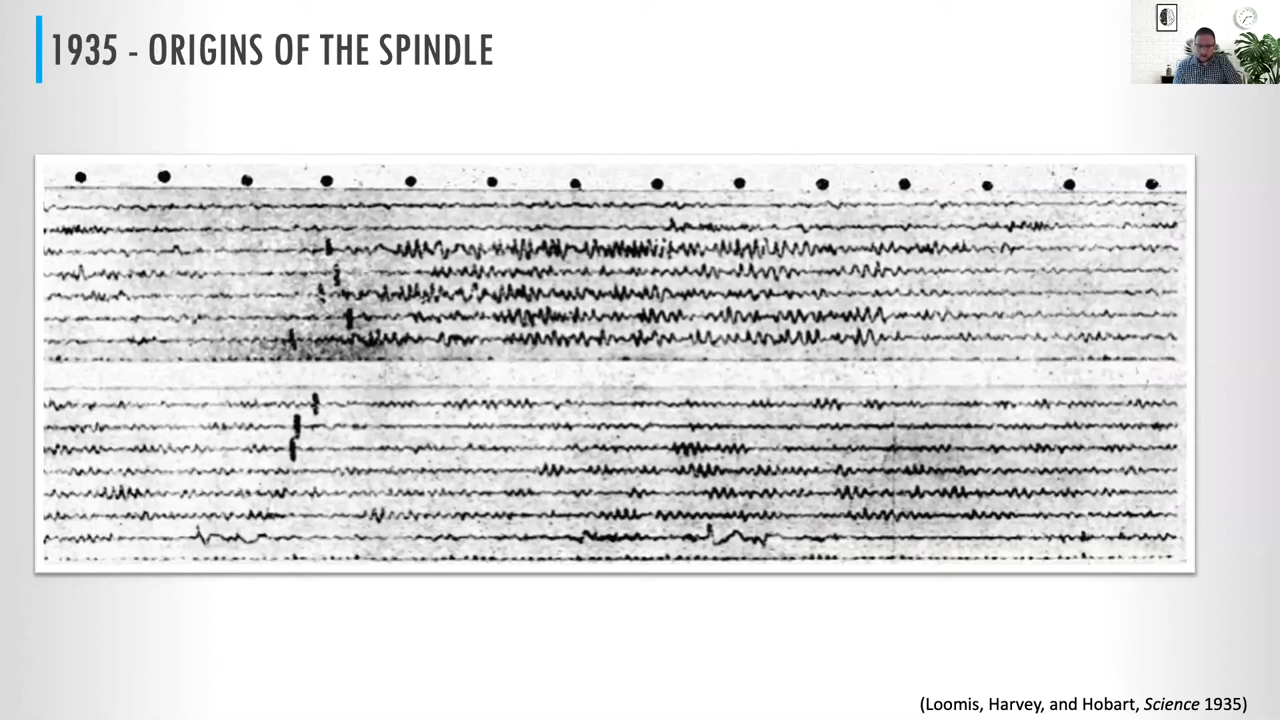 1935 - ORIGINS OF THE SPINDLE
(Loomis, Harvey, and Hobart, Science 1935)